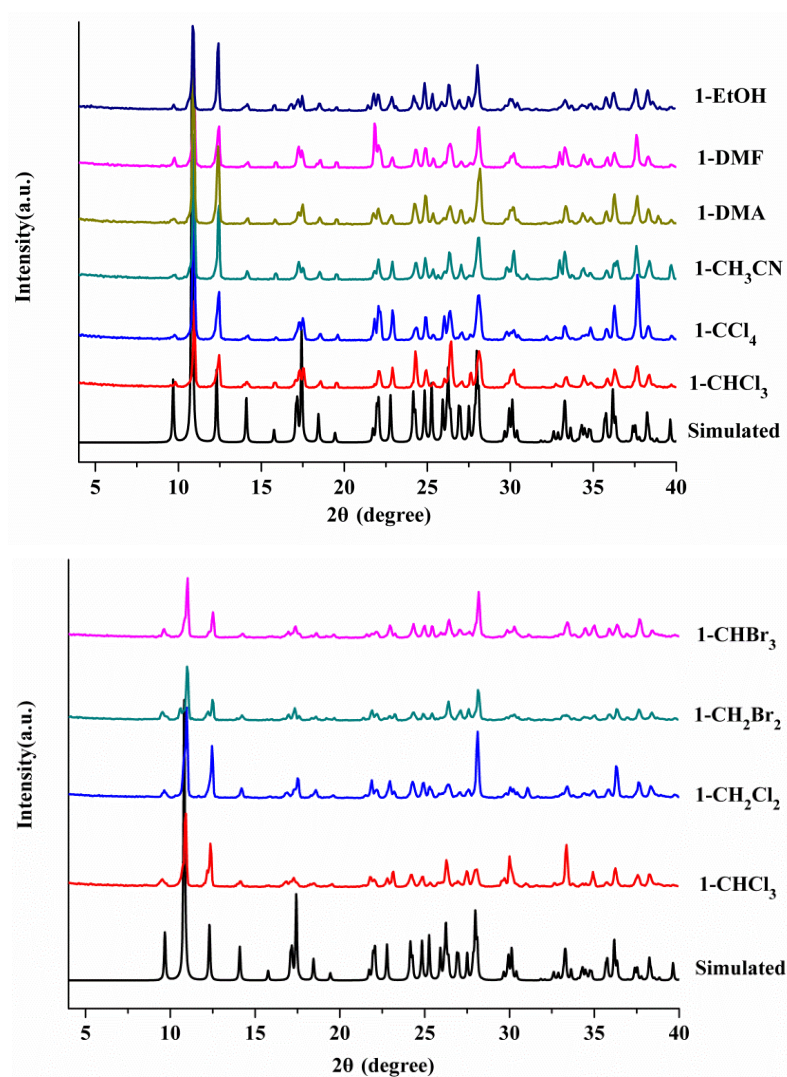 1-EtOH
1-DMF
1-DMA
1-CH₃CN
1-CCl₄
1-CHCl₃
Simulated
Intensity(a.u.)
5 10 15 20 25 30 35 40
2θ (degree)
1-CHBr₃
1-CH₂Br₂
1-CH₂Cl₂
1-CHCl₃
Simulated
Intensity(a.u.)
5 10 15 20 25 30 35 40
2θ (degree)